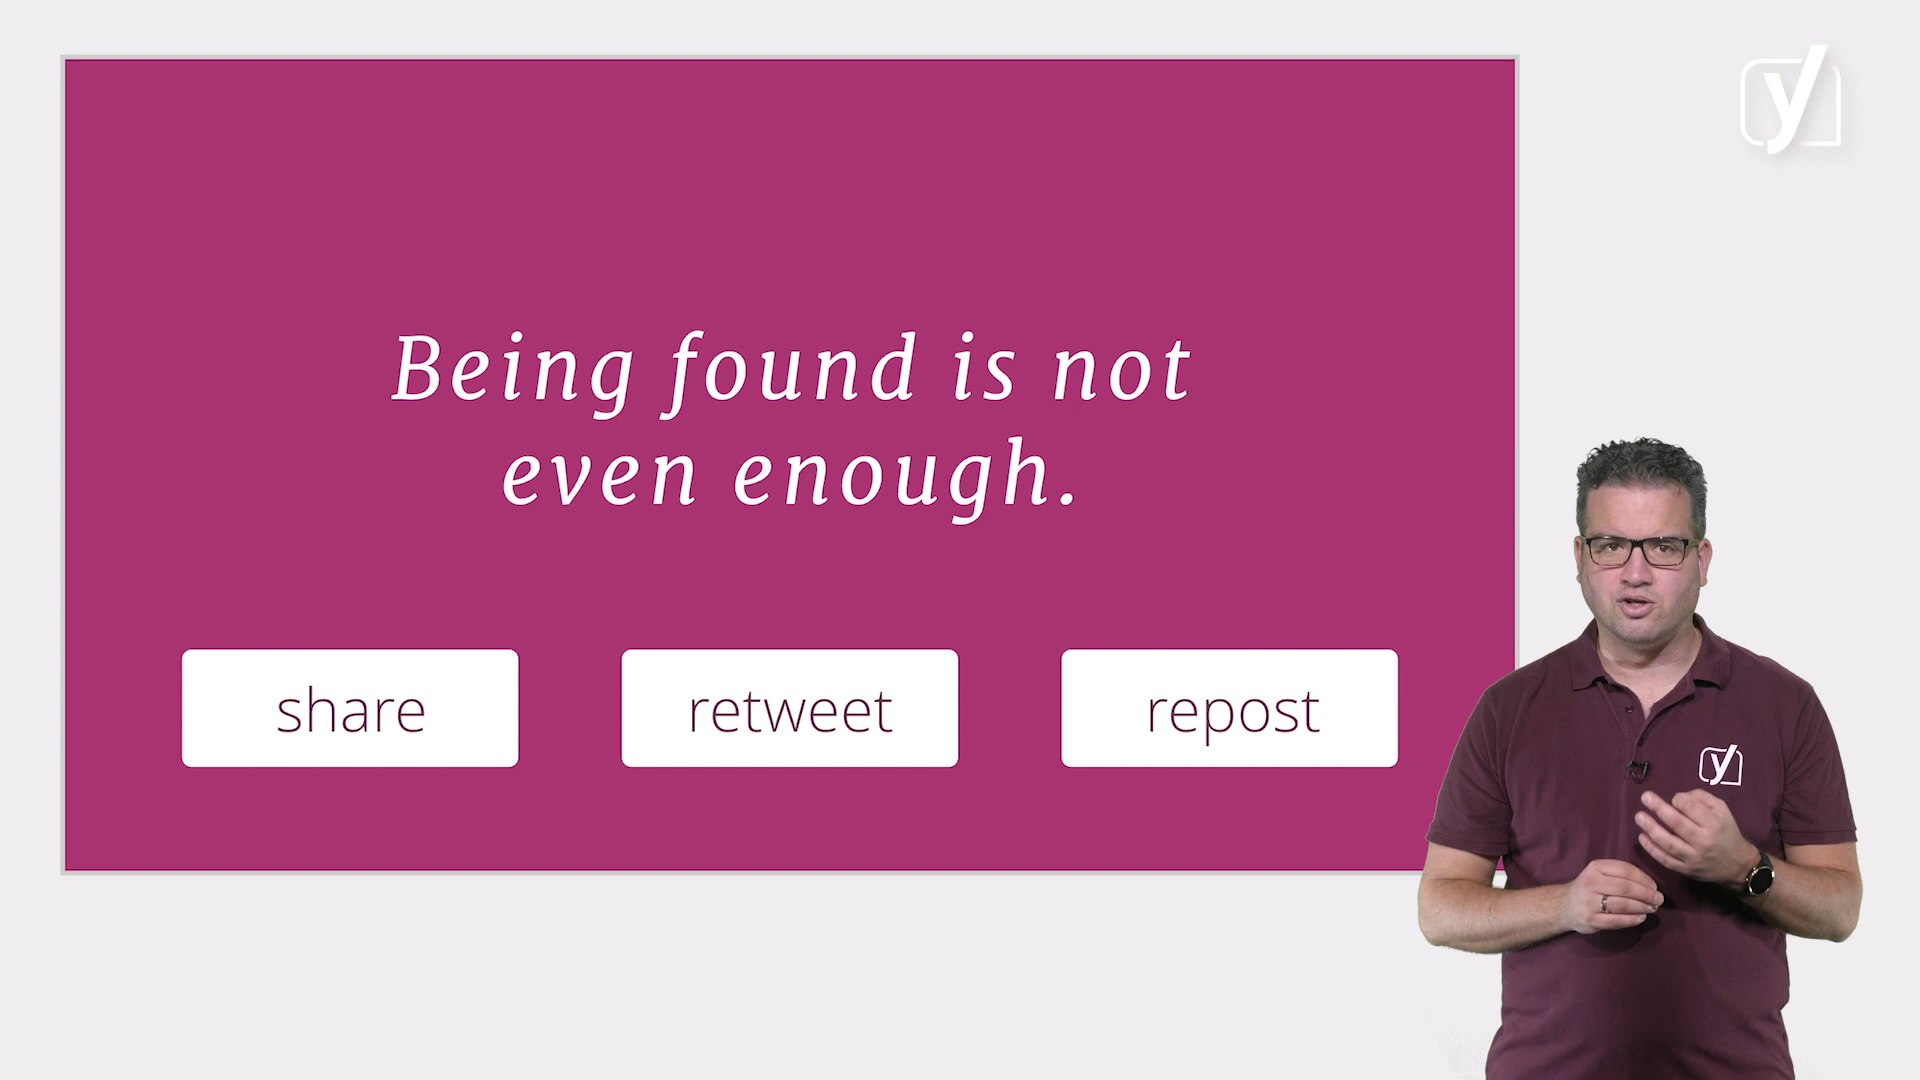 Being found is not
even enough.
share
retweet
repost
y
y